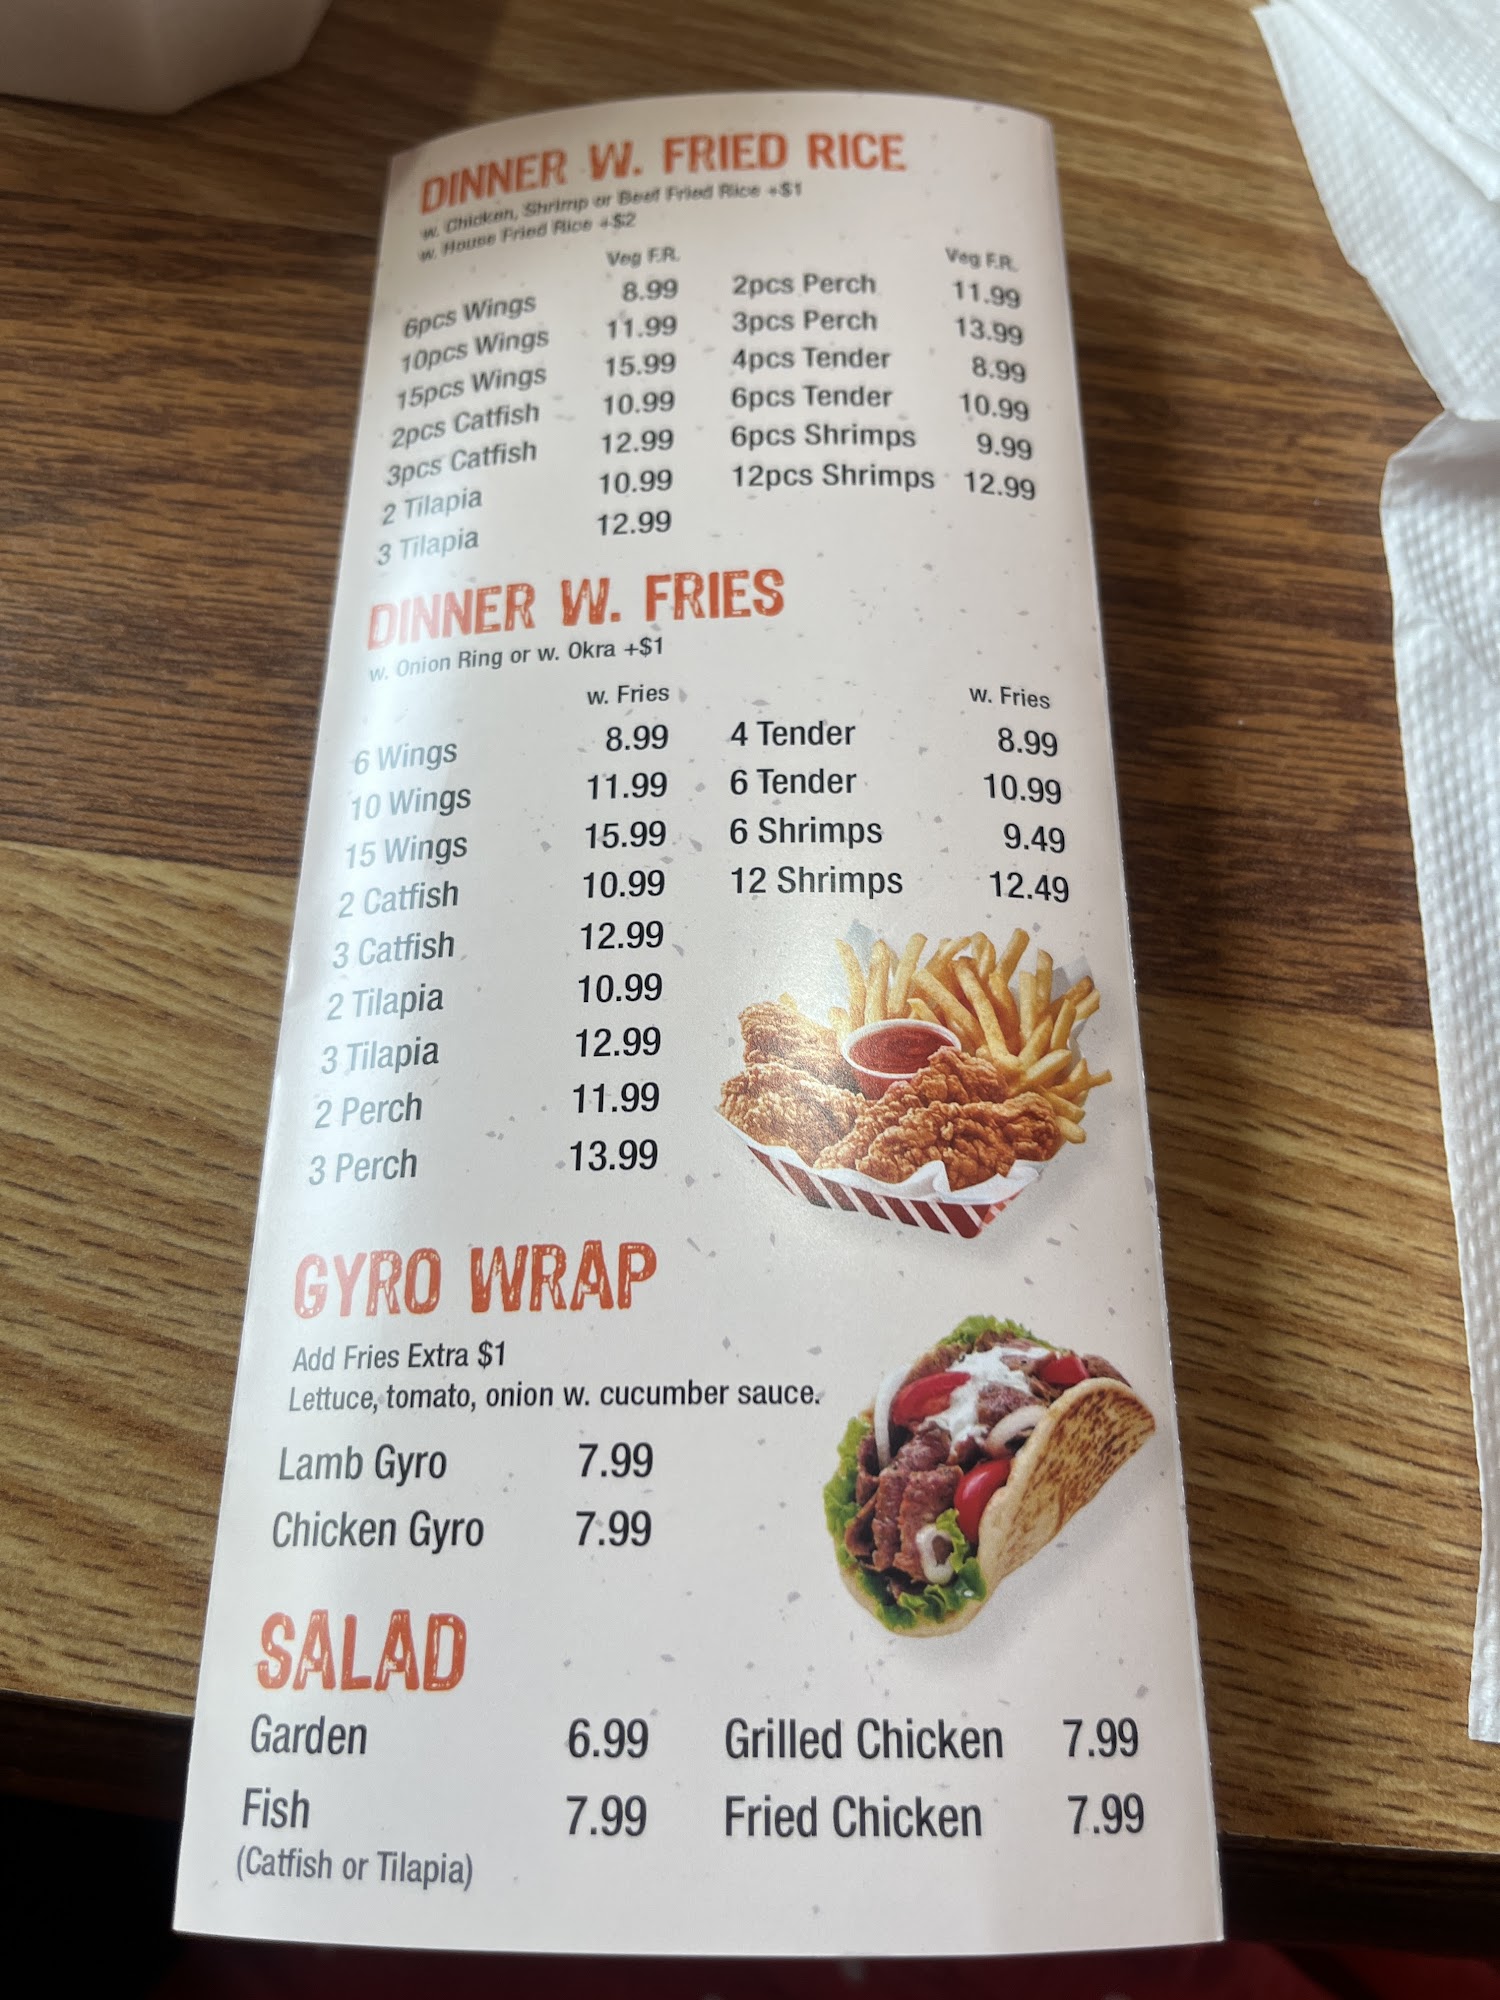 DINNER W. FRIED RICE
w. Chicken, Shrimp or Beef Fried Rice +$1
w. House Fried Rice +$2
Veg F.R.
6pcs Wings 8.99
10pcs Wings 11.99
15pcs Wings 15.99
2pcs Catfish 10.99
3pcs Catfish 12.99
2 Tilapia 10.99
3 Tilapia 12.99
Veg F.R.
2pcs Perch 11.99
3pcs Perch 13.99
4pcs Tender 8.99
6pcs Tender 10.99
6pcs Shrimps 9.99
12pcs Shrimps 12.99
DINNER W. FRIES
w. Onion Ring or w. Okra +$1
w. Fries
6 Wings 8.99
10 Wings 11.99
15 Wings 15.99
2 Catfish 10.99
3 Catfish 12.99
2 Tilapia 10.99
3 Tilapia 12.99
2 Perch 11.99
3 Perch 13.99
w. Fries
4 Tender 8.99
6 Tender 10.99
6 Shrimps 9.49
12 Shrimps 12.49
GYRO WRAP
Add Fries Extra $1
Lettuce, tomato, onion w. cucumber sauce.
Lamb Gyro 7.99
Chicken Gyro 7.99
SALAD
Garden 6.99
Fish 7.99
(Catfish or Tilapia)
Grilled Chicken 7.99
Fried Chicken 7.99